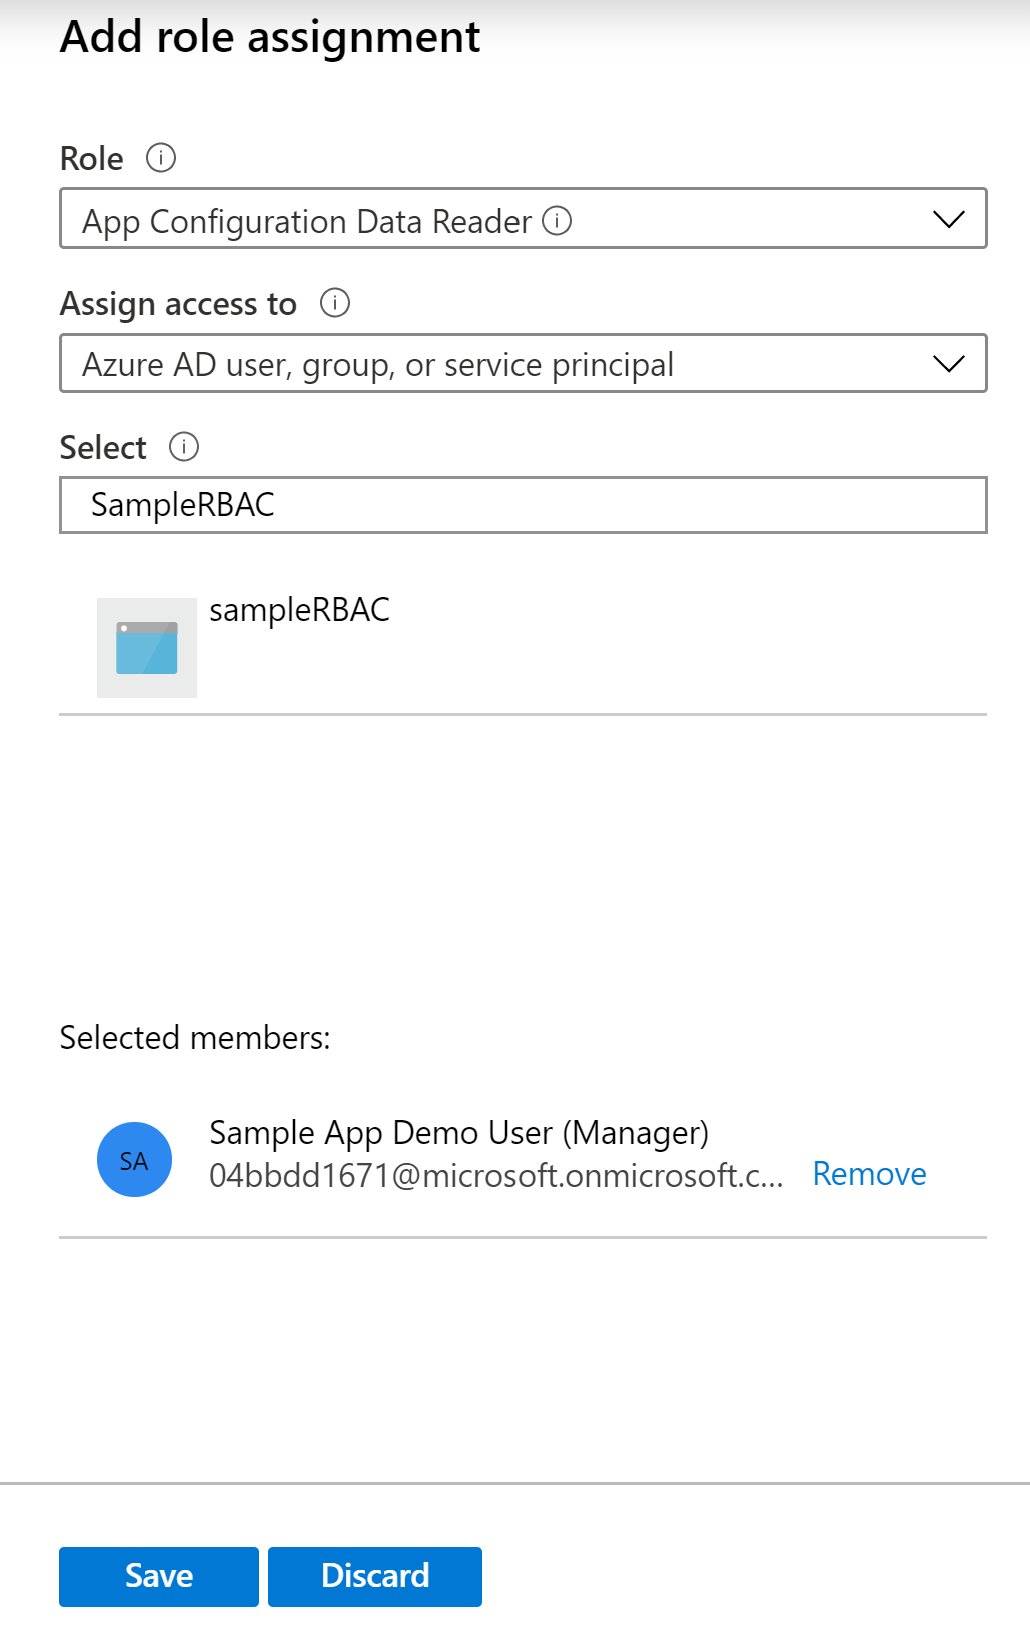 Add role assignment
Role
App Configuration Data Reader
Assign access to
Azure AD user, group, or service principal
Select
SampleRBAC
sampleRBAC
Selected members:
SA
Sample App Demo User (Manager)
04bbdd1671@microsoft.onmicrosoft.c...
Remove
Save
Discard